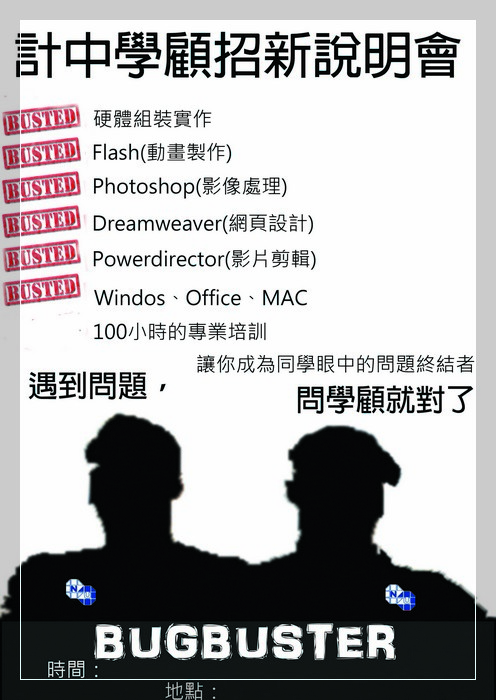 計中學顧招新說明會
BUSTED 硬體組裝實作
BUSTED Flash(動畫製作)
BUSTED Photoshop(影像處理)
BUSTED Dreamweaver(網頁設計)
BUSTED Powerdirector(影片剪輯)
BUSTED Windos、Office、MAC
100小時的專業培訓
讓你成為同學眼中的問題終結者
遇到問題，
問學顧就對了
BUGBUSTER
時間：
地點：